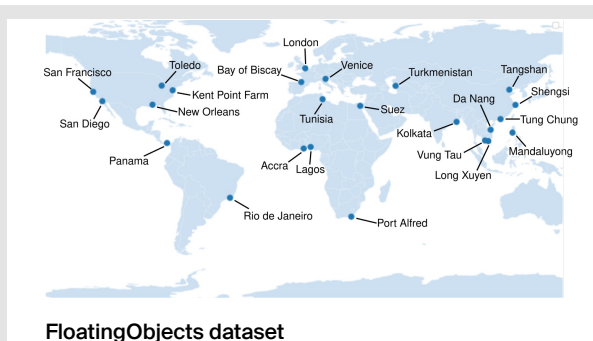 London
Toledo
Venice
San Francisco
Bay of Biscay
Turkmenistan
Tangshan
Kent Point Farm
Shengsi
Da Nang
New Orleans
Suez
San Diego
Tunisia
Tung Chung
Kolkata
Mandaluyong
Vung Tau
Panama
Accra
Lagos
Long Xuyen
Rio de Janeiro
Port Alfred
FloatingObjects dataset